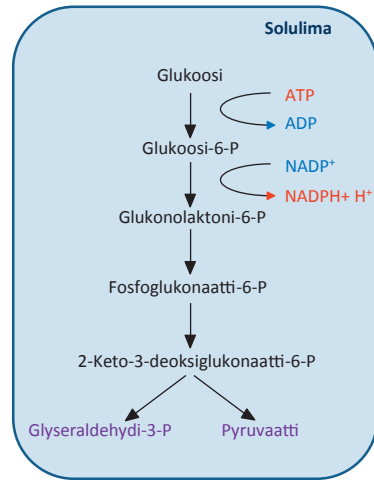 Solulima
Glukoosi
ATP
ADP
Glukoosi-6-P
NADP⁺
NADPH+ H⁺
Glukonolaktoni-6-P
Fosfoglukonaatti-6-P
2-Keto-3-deoksiglukonaatti-6-P
Glyseraldehydi-3-P
Pyruvaatti